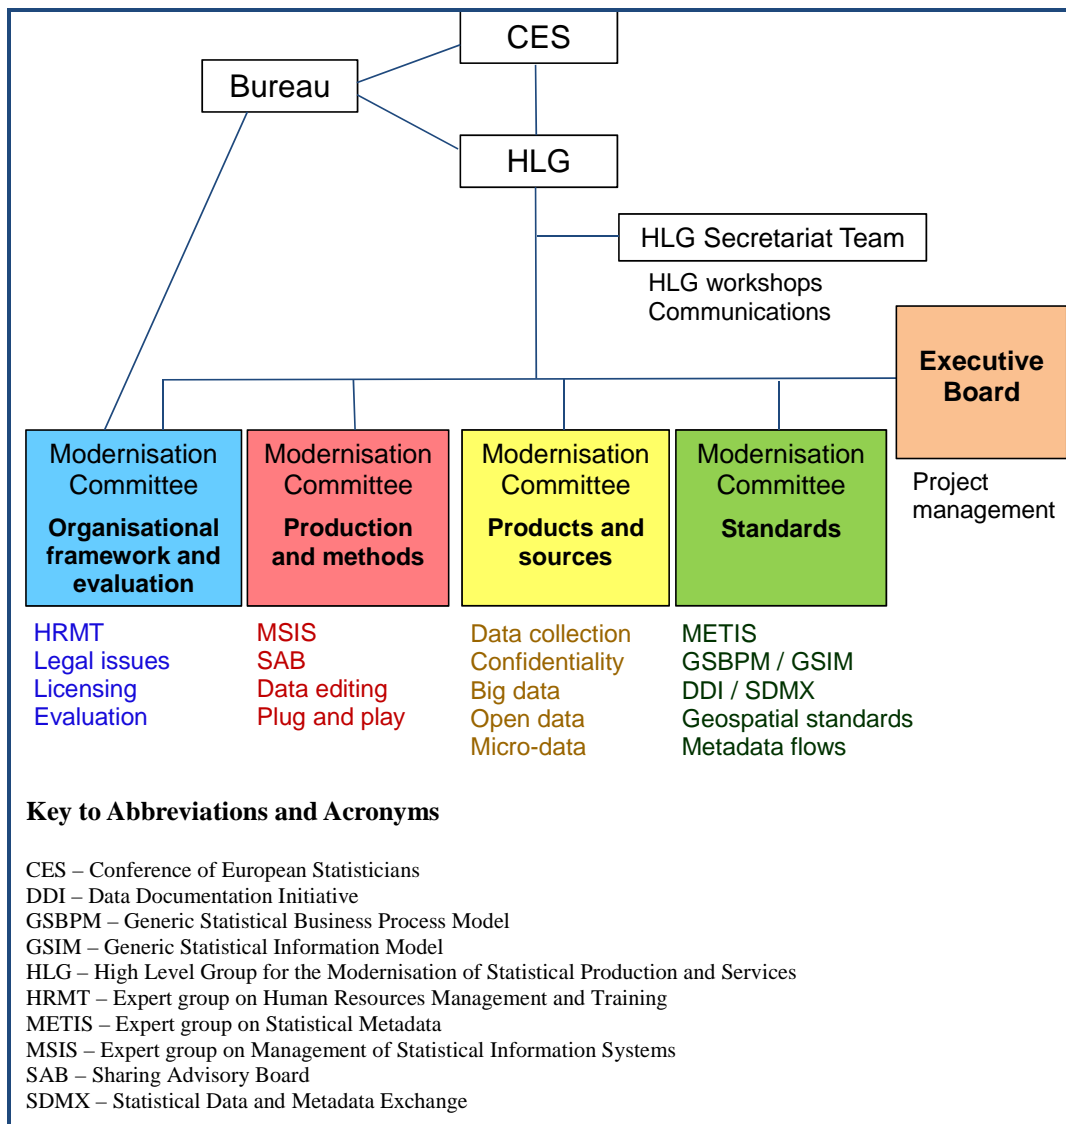 CES
Bureau
HLG
HLG Secretariat Team
HLG workshops
Communications
Executive
Board
Project
management
Modernisation
Committee
Organisational
framework and
evaluation
HRMT
Legal issues
Licensing
Evaluation
Modernisation
Committee
Production
and methods
MSIS
SAB
Data editing
Plug and play
Modernisation
Committee
Products and
sources
Data collection
Confidentiality
Big data
Open data
Micro-data
Modernisation
Committee
Standards
METIS
GSBPM / GSIM
DDI / SDMX
Geospatial standards
Metadata flows
Key to Abbreviations and Acronyms
CES – Conference of European Statisticians
DDI – Data Documentation Initiative
GSBPM – Generic Statistical Business Process Model
GSIM – Generic Statistical Information Model
HLG – High Level Group for the Modernisation of Statistical Production and Services
HRMT – Expert group on Human Resources Management and Training
METIS – Expert group on Statistical Metadata
MSIS – Expert group on Management of Statistical Information Systems
SAB – Sharing Advisory Board
SDMX – Statistical Data and Metadata Exchange